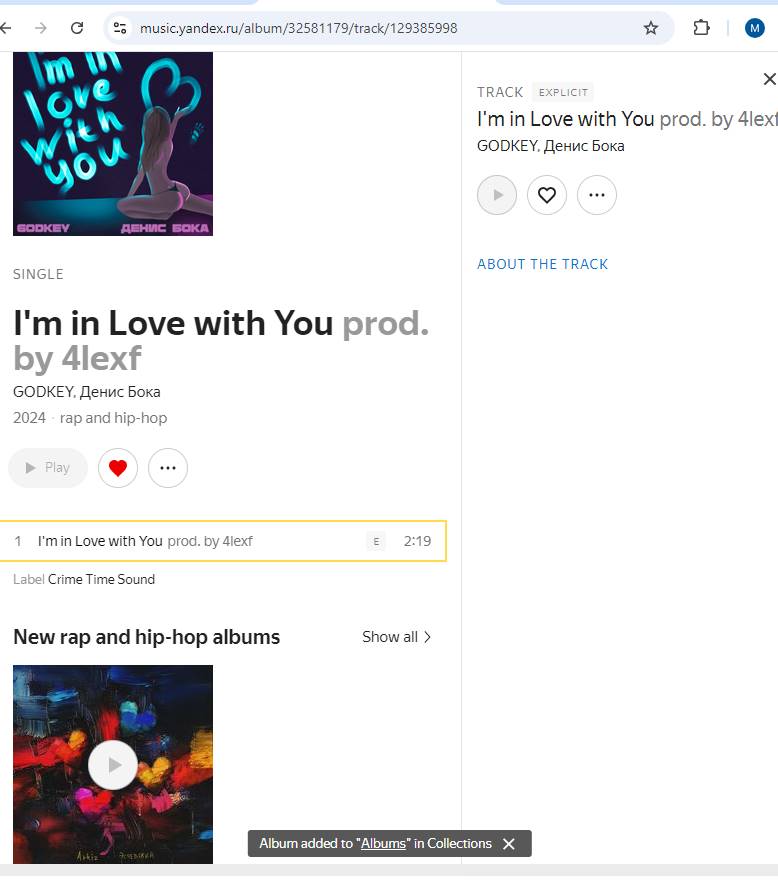 music.yandex.ru/album/32581179/track/129385998
M
I'm in
love
with
you
GODKEY ДЕНИС БОКА
SINGLE
I'm in Love with You prod.
by 4lexf
GODKEY, Денис Бока
2024 · rap and hip-hop
Play
1 I'm in Love with You prod. by 4lexf E 2:19
Label Crime Time Sound
New rap and hip-hop albums
Show all
TRACK EXPLICIT
I'm in Love with You prod. by 4lexf
GODKEY, Денис Бока
ABOUT THE TRACK
Album added to "Albums" in Collections